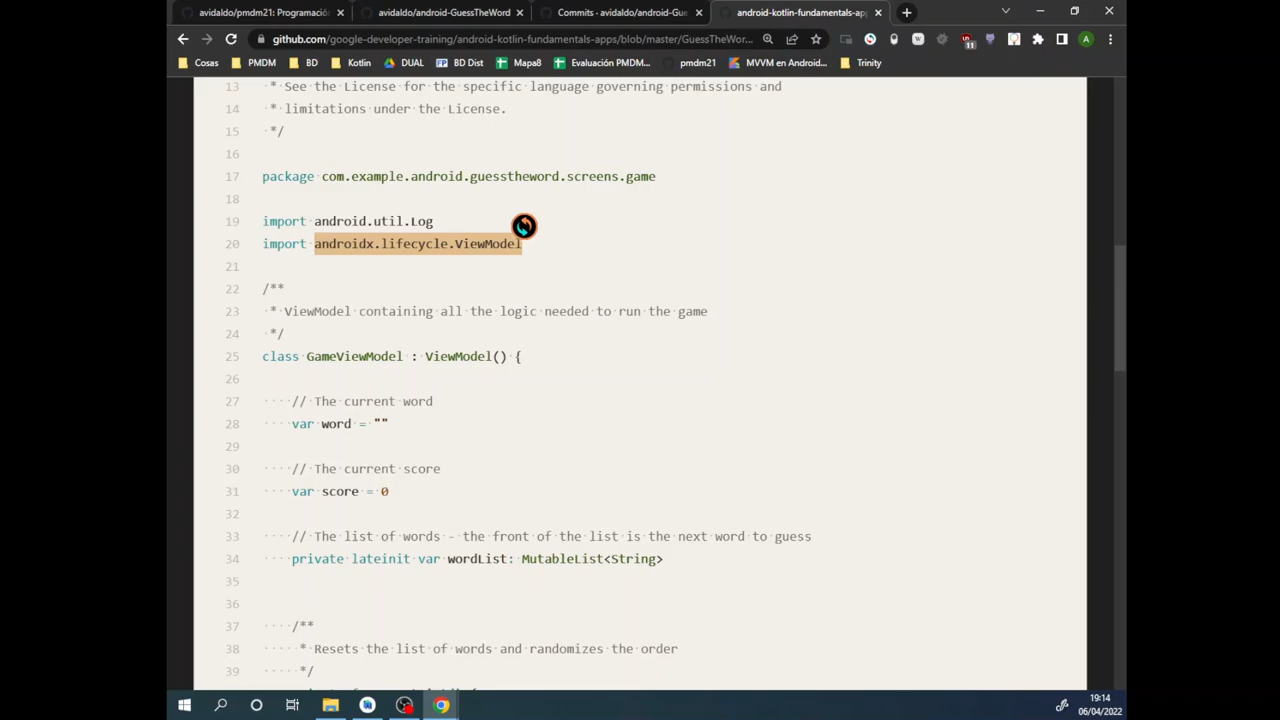 avidaldo/pmdm21: Programació
avidaldo/android-GuessTheWord
Commits - avidaldo/android-Gu
android-kotlin-fundamentals-ap
github.com/google-developer-training/android-kotlin-fundamentals-apps/blob/master/GuessTheWor...
11
A
Cosas
PMDM
BD
Kotlin
DUAL
BD Dist
Mapa8
Evaluación PMDM...
pmdm21
MVVM en Android...
Trinity
13 * See the License for the specific language governing permissions and
14 * limitations under the License.
15 */
16
17 package com.example.android.guesstheword.screens.game
18
19 import android.util.Log
20 import androidx.lifecycle.ViewModel
21
22 /**
23 * ViewModel containing all the logic needed to run the game
24 */
25 class GameViewModel : ViewModel() {
26
27 // The current word
28 var word = ""
29
30 // The current score
31 var score = 0
32
33 // The list of words - the front of the list is the next word to guess
34 private lateinit var wordList: MutableList<String>
35
36
37 /**
38 * Resets the list of words and randomizes the order
39 */
19:14
06/04/2022